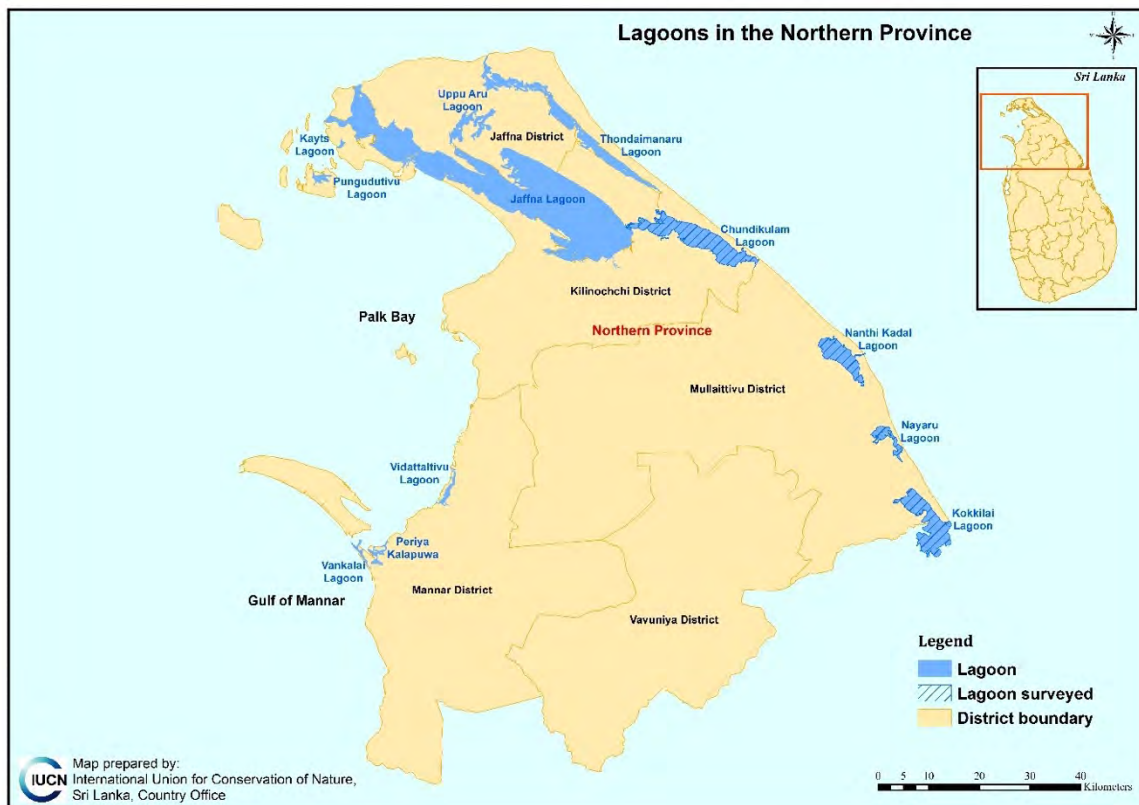 Lagoons in the Northern Province
Sri Lanka
Uppu Aru
Lagoon
Jaffna District
Kayts
Lagoon
Thondaimanaru
Lagoon
Pungudutivu
Lagoon
Jaffna Lagoon
Chundikulam
Lagoon
Kilinochchi District
Palk Bay
Northern Province
Nanthi Kadal
Lagoon
Mullaittivu District
Nayaru
Lagoon
Vidattaltivu
Lagoon
Kokkilai
Lagoon
Periya
Kalapuwa
Vankalai
Lagoon
Mannar District
Gulf of Mannar
Vavuniya District
Legend
Lagoon
Lagoon surveyed
District boundary
IUCN
Map prepared by:
International Union for Conservation of Nature,
Sri Lanka, Country Office
0 5 10 20 30 40
Kilometers